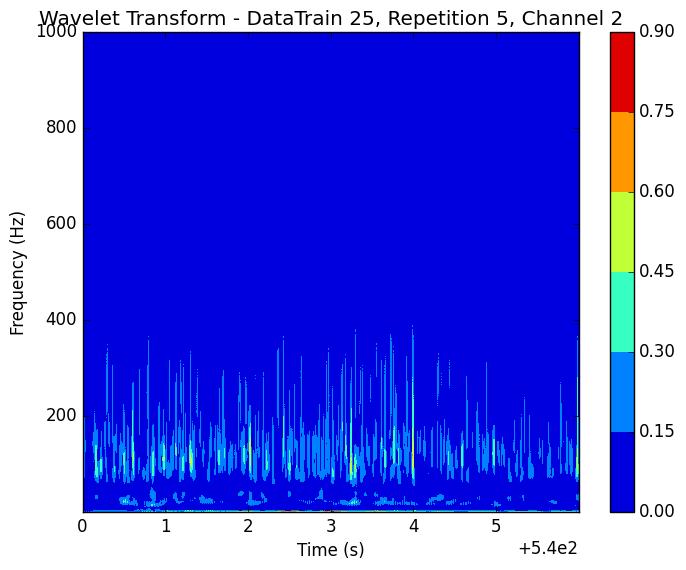 Wavelet Transform - DataTrain 25, Repetition 5, Channel 2
1000
800
600
400
200
Frequency (Hz)
0 1 2 3 4 5
+5.4e2
Time (s)
0.90
0.75
0.60
0.45
0.30
0.15
0.00